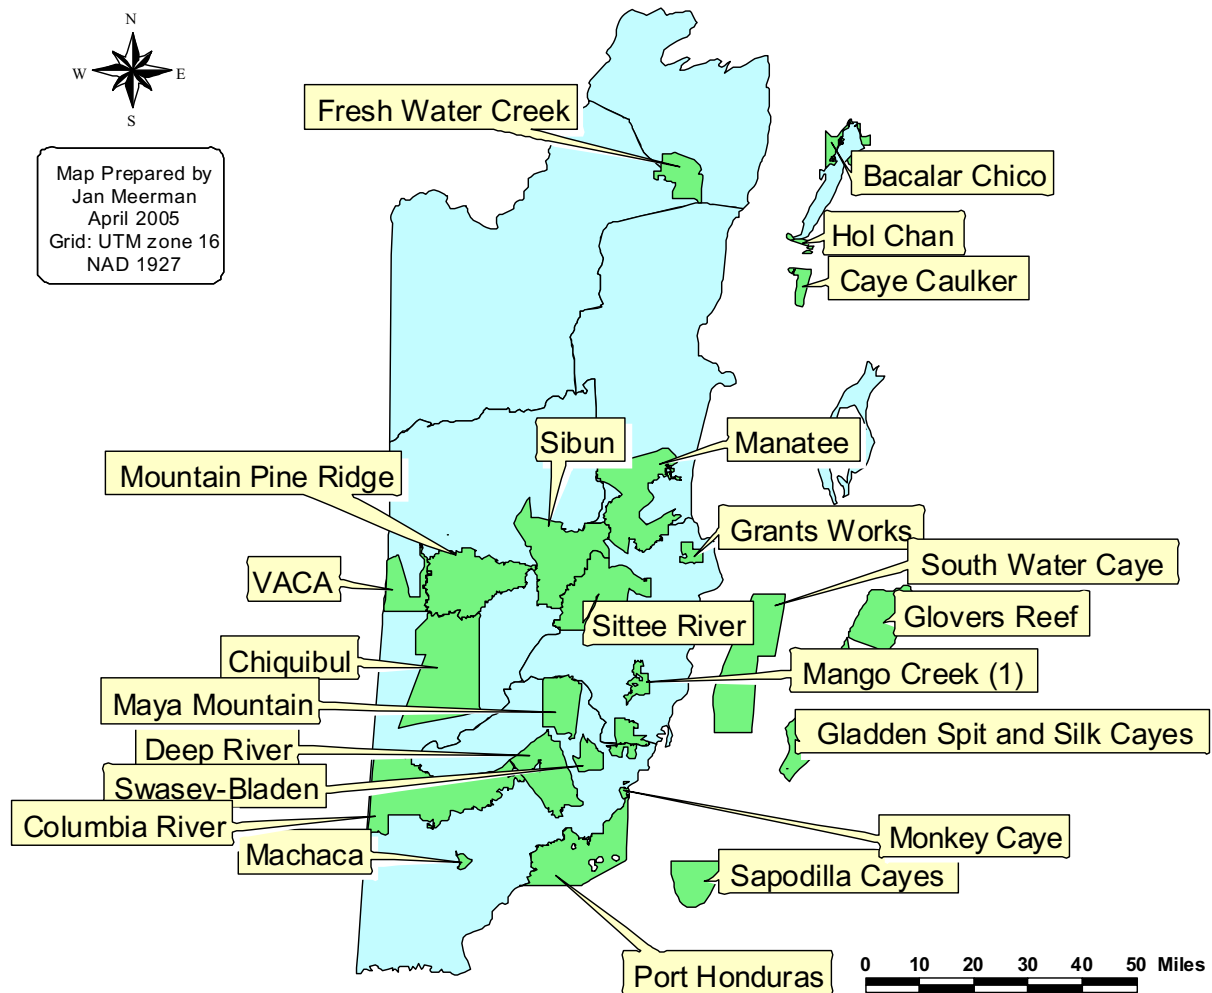 N
W E
S
Map Prepared by
Jan Meerman
April 2005
Grid: UTM zone 16
NAD 1927
Fresh Water Creek
Bacalar Chico
Hol Chan
Caye Caulker
Sibun
Manatee
Mountain Pine Ridge
Grants Works
South Water Caye
VACA
Glovers Reef
Sittee River
Chiquibul
Mango Creek (1)
Maya Mountain
Gladden Spit and Silk Cayes
Deep River
Swasey-Bladen
Columbia River
Monkey Caye
Machaca
Sapodilla Cayes
Port Honduras
0 10 20 30 40 50 Miles